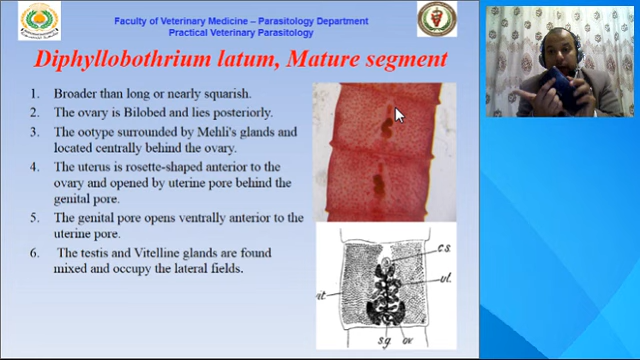 Faculty of Veterinary Medicine – Parasitology Department
Practical Veterinary Parasitology
Diphyllobothrium latum, Mature segment
1. Broader than long or nearly squarish.
2. The ovary is Bilobed and lies posteriorly.
3. The ootype surrounded by Mehli's glands and
located centrally behind the ovary.
4. The uterus is rosette-shaped anterior to the
ovary and opened by uterine pore behind the
genital pore.
5. The genital pore opens ventrally anterior to the
uterine pore.
6. The testis and Vitelline glands are found
mixed and occupy the lateral fields.
c.s.
vl.
s.g
ov